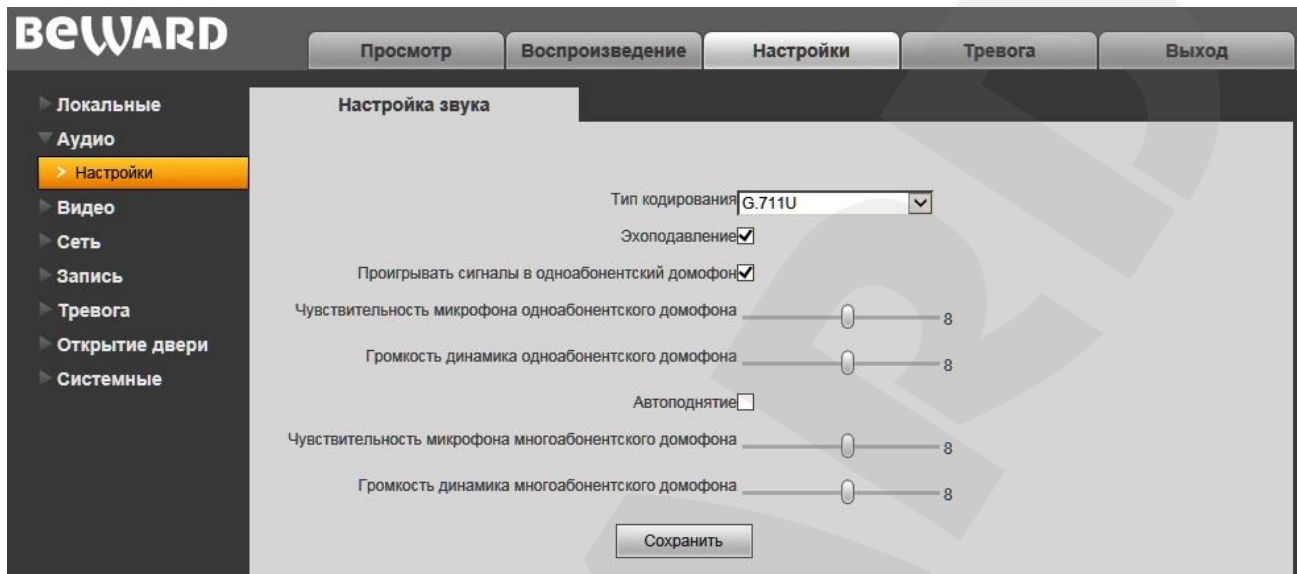 BEWARD
Просмотр Воспроизведение Настройки Тревога Выход
Локальные
Аудио
> Настройки
Видео
Сеть
Запись
Тревога
Открытие двери
Системные
Настройка звука
Тип кодирования G.711U
Эхоподавление
Проигрывать сигналы в одноабонентский домофон
Чувствительность микрофона одноабонентского домофона 8
Громкость динамика одноабонентского домофона 8
Автоподнятие
Чувствительность микрофона многоабонентского домофона 8
Громкость динамика многоабонентского домофона 8
Сохранить